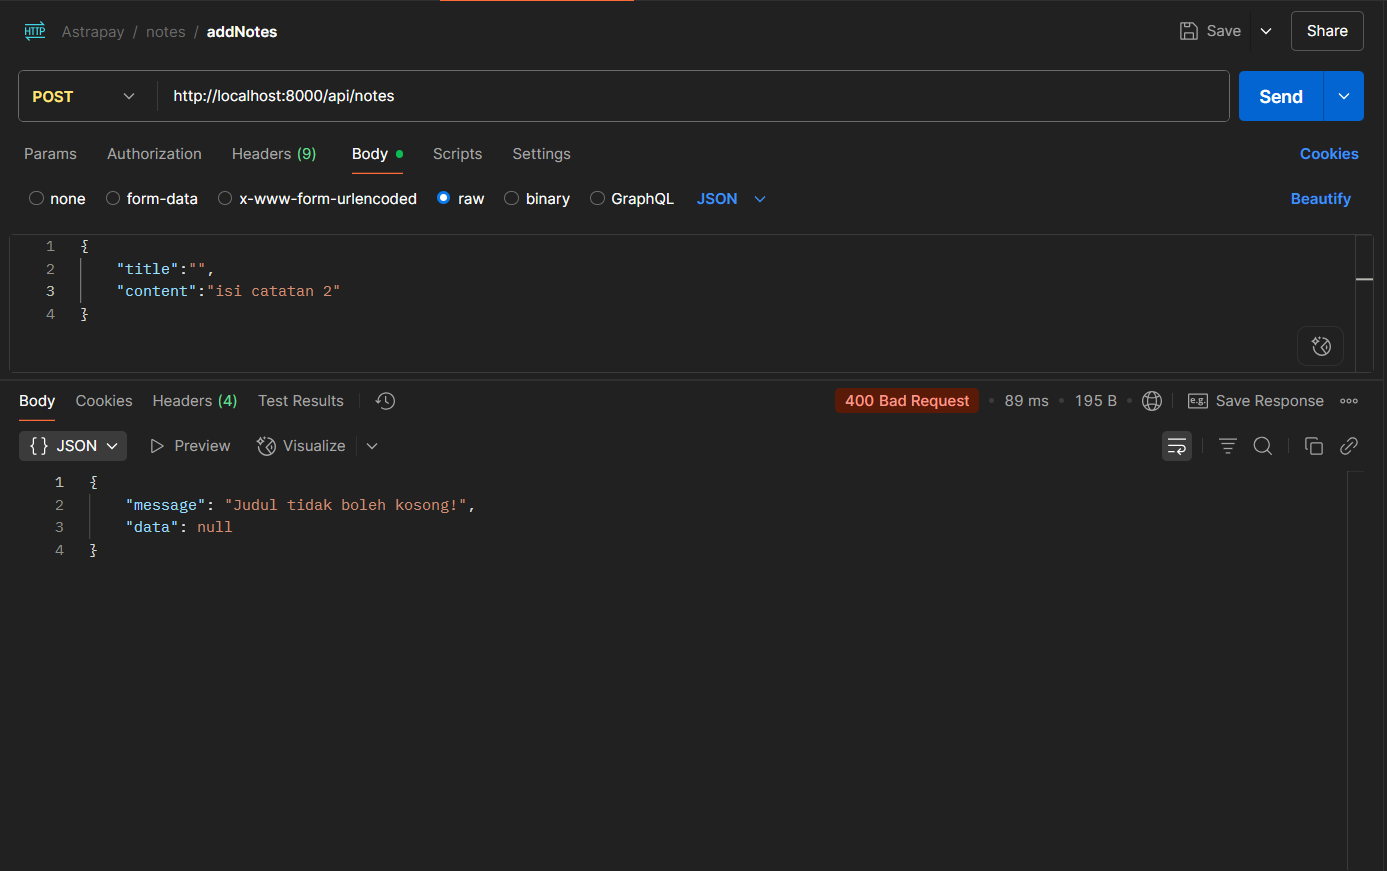 HTTP Astrapay / notes / addNotes Save Share
POST http://localhost:8000/api/notes Send
Params Authorization Headers (9) Body Scripts Settings Cookies
none form-data x-www-form-urlencoded raw binary GraphQL JSON Beautify
1 {
2 "title":"",
3 "content":"isi catatan 2"
4 }
Body Cookies Headers (4) Test Results 400 Bad Request • 89 ms • 195 B • e.g. Save Response
{} JSON Preview Visualize
1 {
2 "message": "Judul tidak boleh kosong!",
3 "data": null
4 }